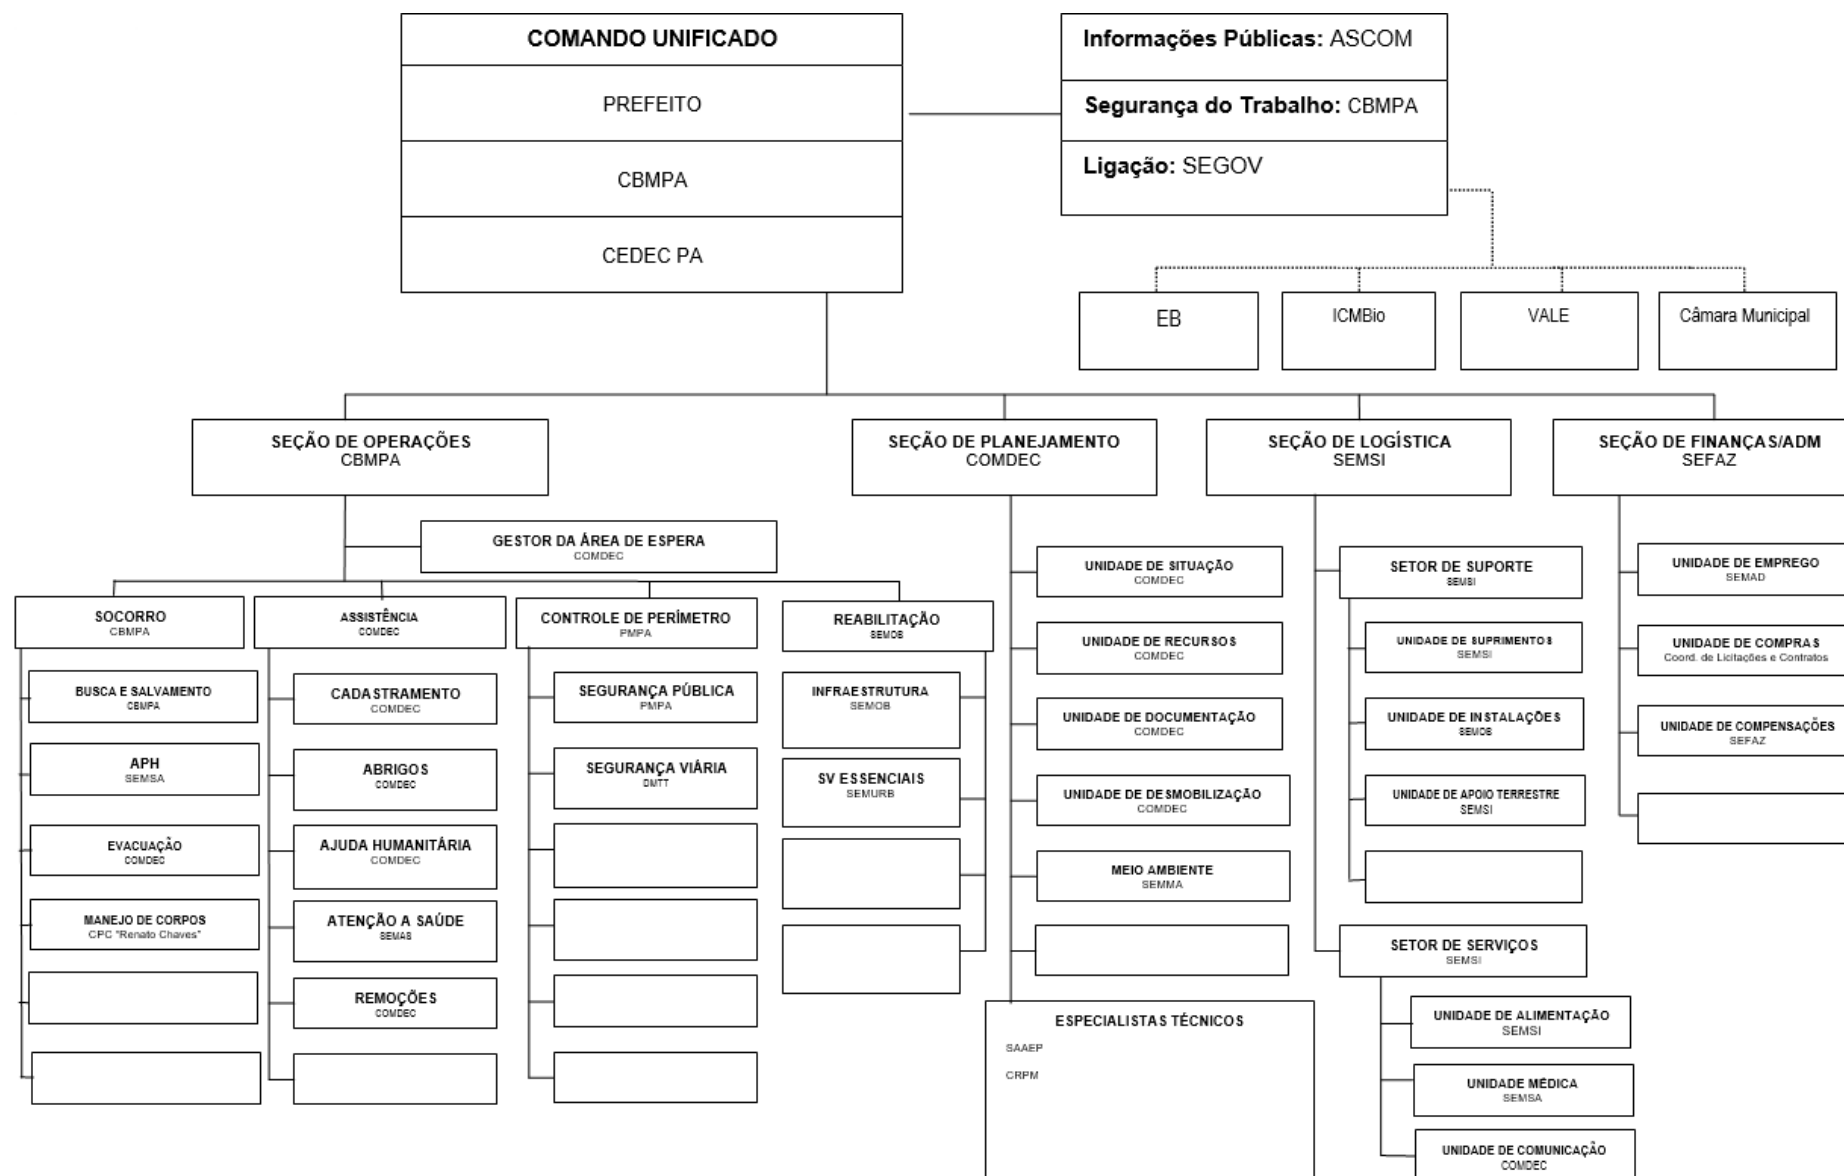 COMANDO UNIFICADO
PREFEITO
CBMPA
CEDEC PA
Informações Públicas: ASCOM
Segurança do Trabalho: CBMPA
Ligação: SEGOV
EB
ICMBio
VALE
Câmara Municipal
SEÇÃO DE OPERAÇÕES
CBMPA
SEÇÃO DE PLANEJAMENTO
COMDEC
SEÇÃO DE LOGÍSTICA
SEMSI
SEÇÃO DE FINANÇAS/ADM
SEFAZ
GESTOR DA ÁREA DE ESPERA
COMDEC
SOCORRO
CBMPA
BUSCA E SALVAMENTO
CBMPA
APH
SEMSA
EVACUAÇÃO
COMDEC
MANEJO DE CORPOS
CPC "Renato Chaves"
ASSISTÊNCIA
COMDEC
CADASTRAMENTO
COMDEC
ABRIGOS
COMDEC
AJUDA HUMANITÁRIA
COMDEC
ATENÇÃO A SAÚDE
SEMAS
REMOÇÕES
COMDEC
CONTROLE DE PERÍMETRO
PMPA
SEGURANÇA PÚBLICA
PMPA
SEGURANÇA VIÁRIA
DMTT
REABILITAÇÃO
SEMOB
INFRAESTRUTURA
SEMOB
SV ESSENCIAIS
SEMURB
UNIDADE DE SITUAÇÃO
COMDEC
UNIDADE DE RECURSOS
COMDEC
UNIDADE DE DOCUMENTAÇÃO
COMDEC
UNIDADE DE DESMOBILIZAÇÃO
COMDEC
MEIO AMBIENTE
SEMMA
ESPECIALISTAS TÉCNICOS
SAAEP
CRPM
SETOR DE SUPORTE
SEMSI
UNIDADE DE SUPRIMENTOS
SEMSI
UNIDADE DE INSTALAÇÕES
SEMOB
UNIDADE DE APOIO TERRESTRE
SEMSI
SETOR DE SERVIÇOS
SEMSI
UNIDADE DE ALIMENTAÇÃO
SEMSI
UNIDADE MÉDICA
SEMSA
UNIDADE DE COMUNICAÇÃO
COMDEC
UNIDADE DE EMPREGO
SEMAD
UNIDADE DE COMPRAS
Coord. de Licitações e Contratos
UNIDADE DE COMPENSAÇÕES
SEFAZ